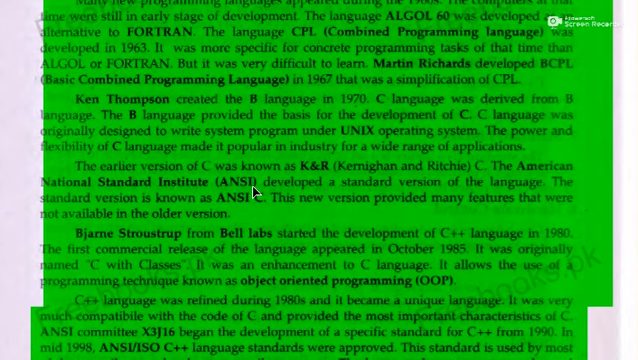 Many new programming languages appeared during the 1960s. The computers at that
time were still in early stage of development. The language ALGOL 60 was developed as
alternative to FORTRAN. The language CPL (Combined Programming language) was
developed in 1963. It was more specific for concrete programming tasks of that time than
ALGOL or FORTRAN. But it was very difficult to learn. Martin Richards developed BCPL
(Basic Combined Programming Language) in 1967 that was a simplification of CPL.
Ken Thompson created the B language in 1970. C language was derived from B
language. The B language provided the basis for the development of C. C language was
originally designed to write system program under UNIX operating system. The power and
flexibility of C language made it popular in industry for a wide range of applications.
The earlier version of C was known as K&R (Kernighan and Ritchie) C. The American
National Standard Institute (ANSI) developed a standard version of the language. The
standard version is known as ANSI C. This new version provided many features that were
not available in the older version.
Bjarne Stroustrup from Bell labs started the development of C++ language in 1980.
The first commercial release of the language appeared in October 1985. It was originally
named "C with Classes". It was an enhancement to C language. It allows the use of a
programming technique known as object oriented programming (OOP).
C++ language was refined during 1980s and it became a unique language. It was very
much compatibile with the code of C and provided the most important characteristics of C.
ANSI committee X3J16 began the development of a specific standard for C++ from 1990. In
mid 1998, ANSI/ISO C++ language standards were approved. This standard is used by most
Apowersoft
Screen Recorder